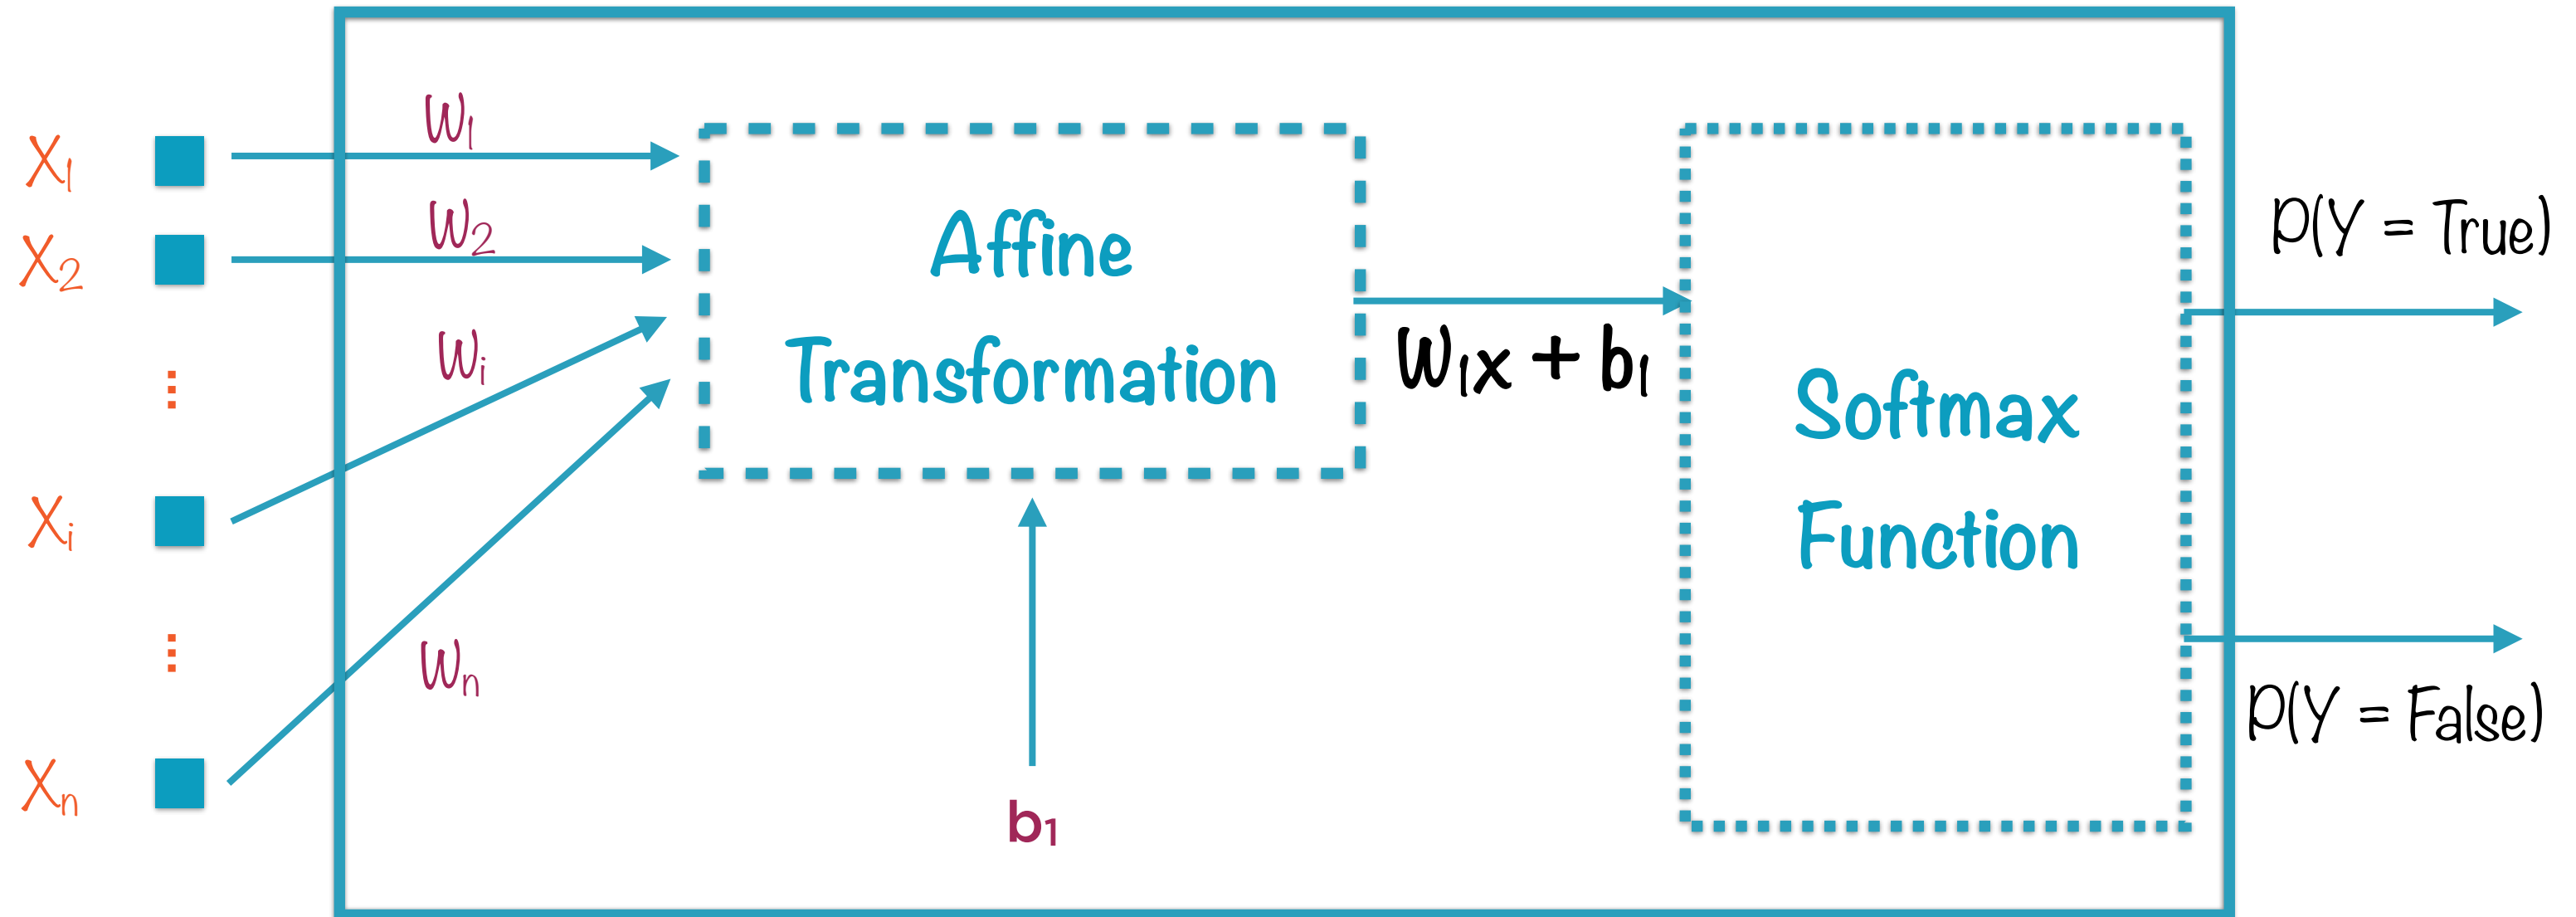 X₁
W₁
X₂
W₂
Xᵢ
Wᵢ
Xₙ
Wₙ
Affine
Transformation
b₁
W₁x + b₁
Softmax
Function
P(Y = True)
P(Y = False)